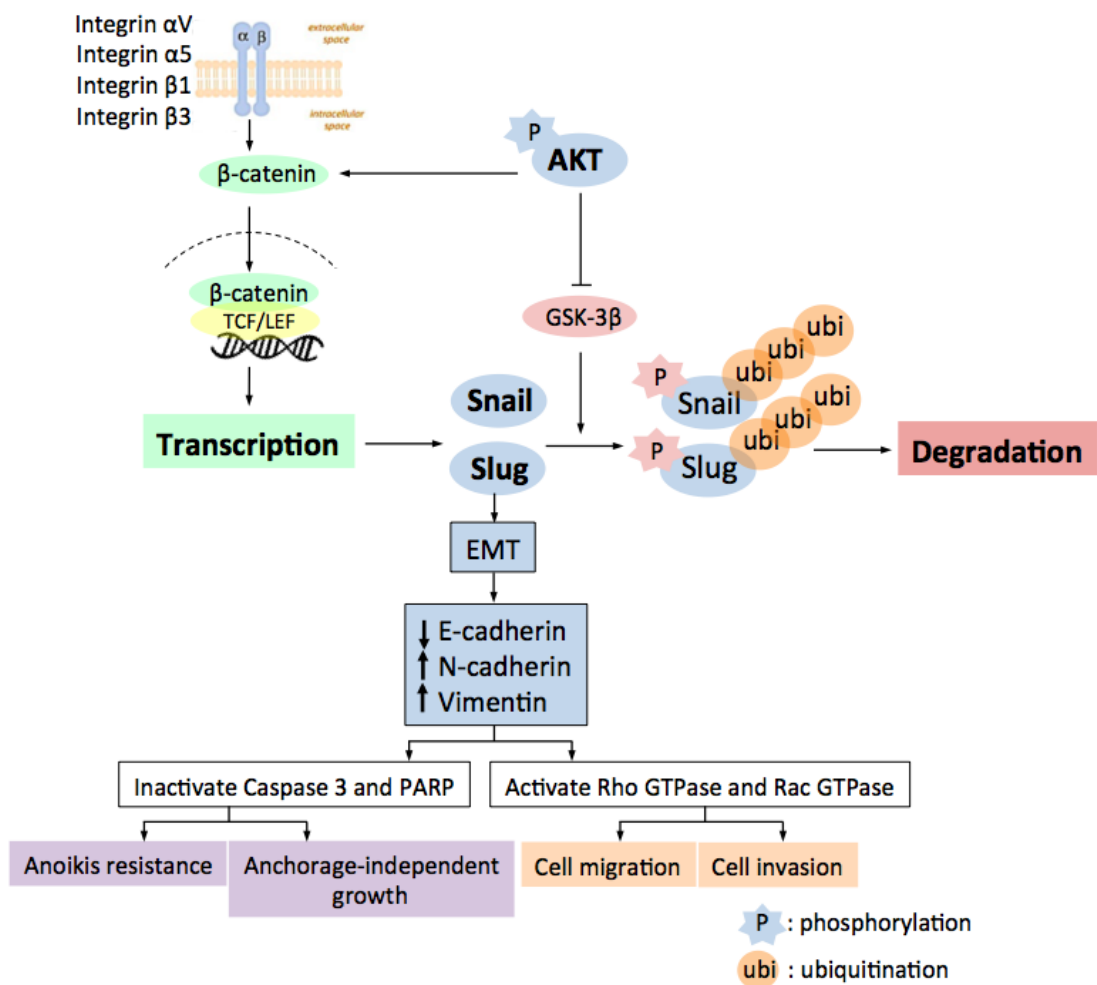 Integrin αV
Integrin α5
Integrin β1
Integrin β3
α β
extracellular
space
intracellular
space
β-catenin
P
AKT
β-catenin
TCF/LEF
GSK-3β
Transcription
Snail
Slug
P
Snail
ubi
ubi
ubi
ubi
P
Slug
ubi
ubi
ubi
ubi
Degradation
EMT
↓ E-cadherin
↑ N-cadherin
↑ Vimentin
Inactivate Caspase 3 and PARP
Activate Rho GTPase and Rac GTPase
Anoikis resistance
Anchorage-independent
growth
Cell migration
Cell invasion
P : phosphorylation
ubi : ubiquitination